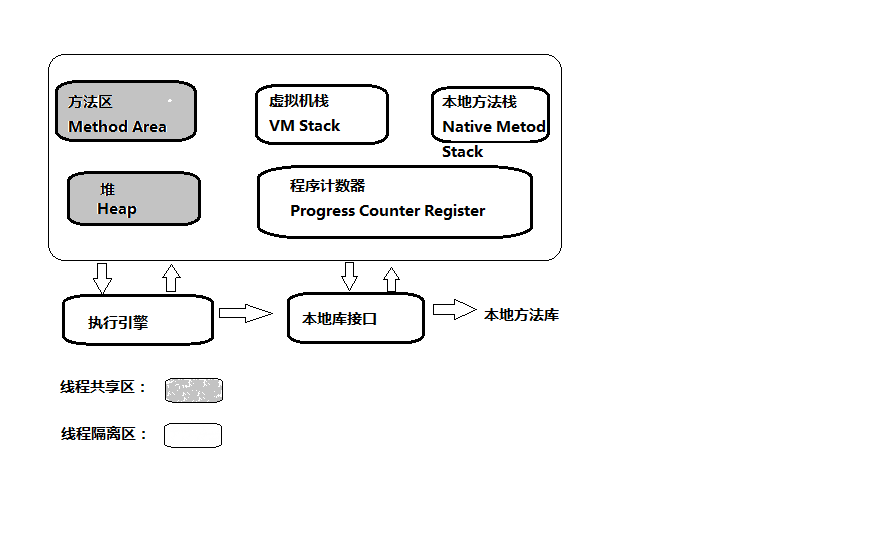 方法区
Method Area
虚拟机栈
VM Stack
本地方法栈
Native Metod
Stack
堆
Heap
程序计数器
Progress Counter Register
执行引擎
本地库接口
本地方法库
线程共享区：
线程隔离区：